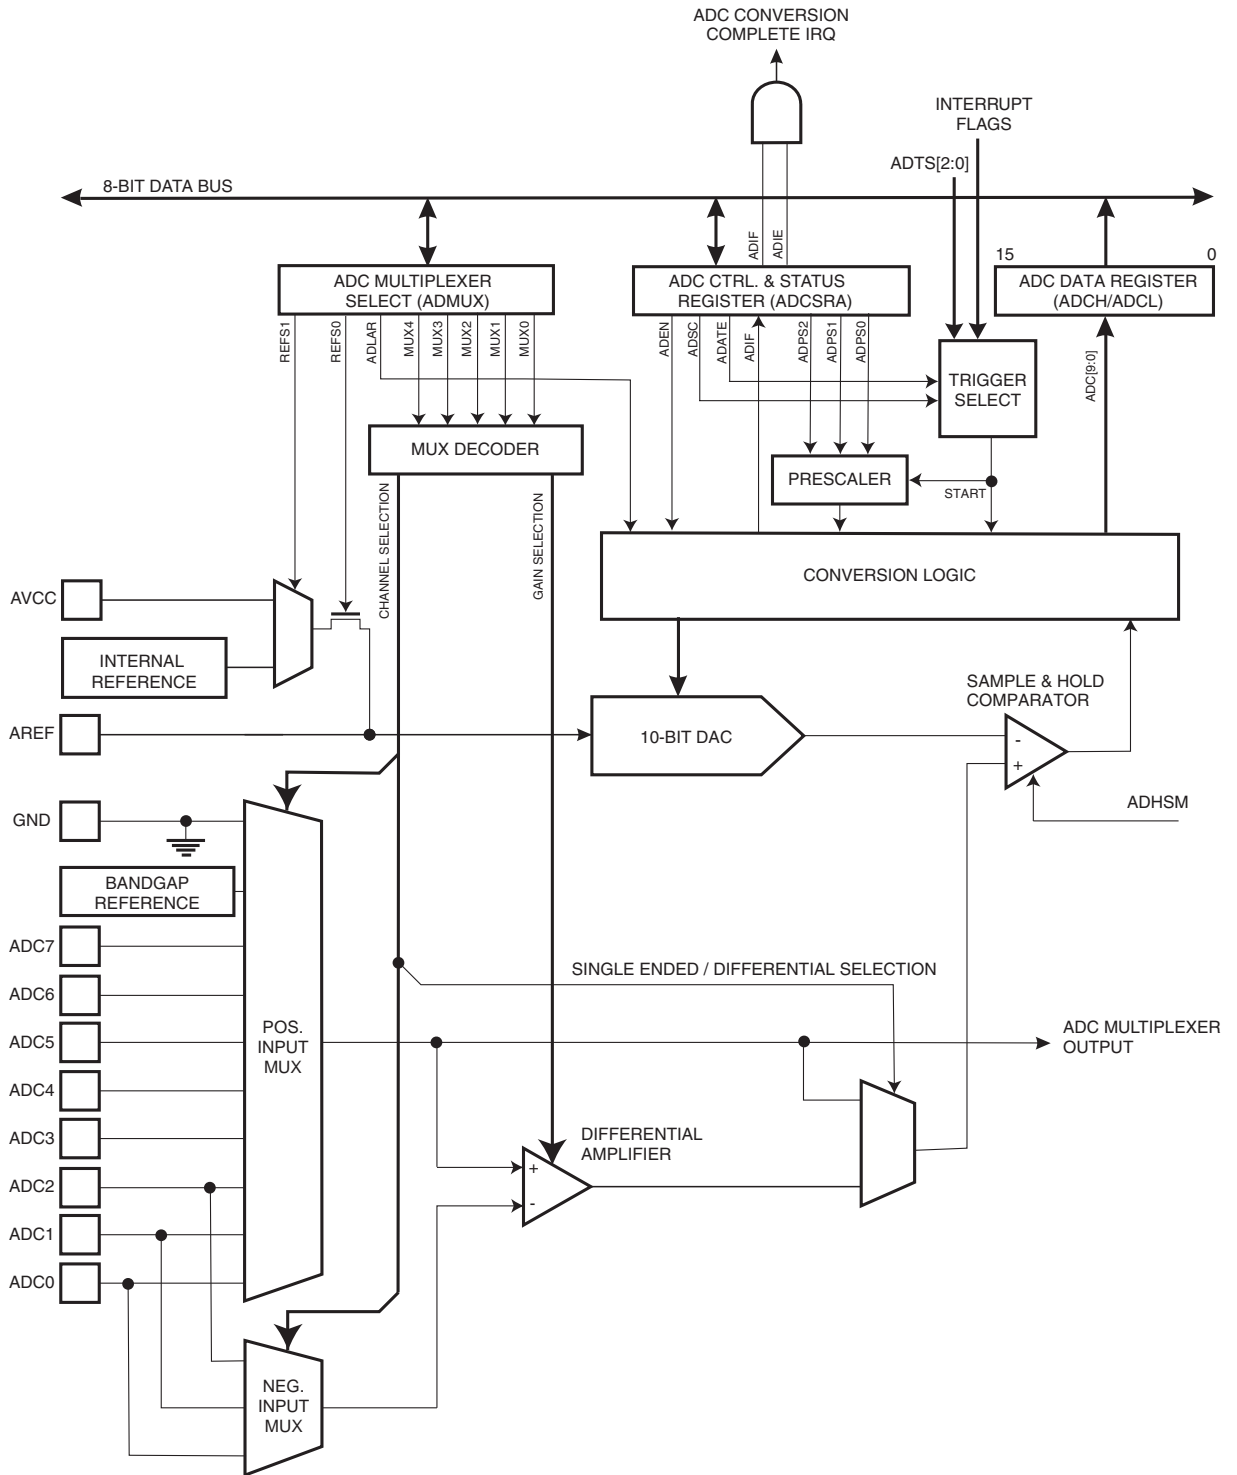 ADC CONVERSION
COMPLETE IRQ
INTERRUPT
FLAGS
ADTS[2:0]
8-BIT DATA BUS
ADIF
ADIE
15
0
ADC MULTIPLEXER
SELECT (ADMUX)
ADC CTRL. & STATUS
REGISTER (ADCSRA)
ADC DATA REGISTER
(ADCH/ADCL)
REFS1
REFS0
ADLAR
MUX4
MUX3
MUX2
MUX1
MUX0
ADEN
ADSC
ADATE
ADIF
ADPS2
ADPS1
ADPS0
ADC[9:0]
TRIGGER
SELECT
MUX DECODER
PRESCALER
START
CHANNEL SELECTION
GAIN SELECTION
CONVERSION LOGIC
AVCC
INTERNAL
REFERENCE
SAMPLE & HOLD
COMPARATOR
AREF
10-BIT DAC
-
+
ADHSM
GND
BANDGAP
REFERENCE
ADC7
SINGLE ENDED / DIFFERENTIAL SELECTION
ADC6
ADC5
POS.
INPUT
MUX
ADC MULTIPLEXER
OUTPUT
ADC4
ADC3
DIFFERENTIAL
AMPLIFIER
+
-
ADC2
ADC1
ADC0
NEG.
INPUT
MUX